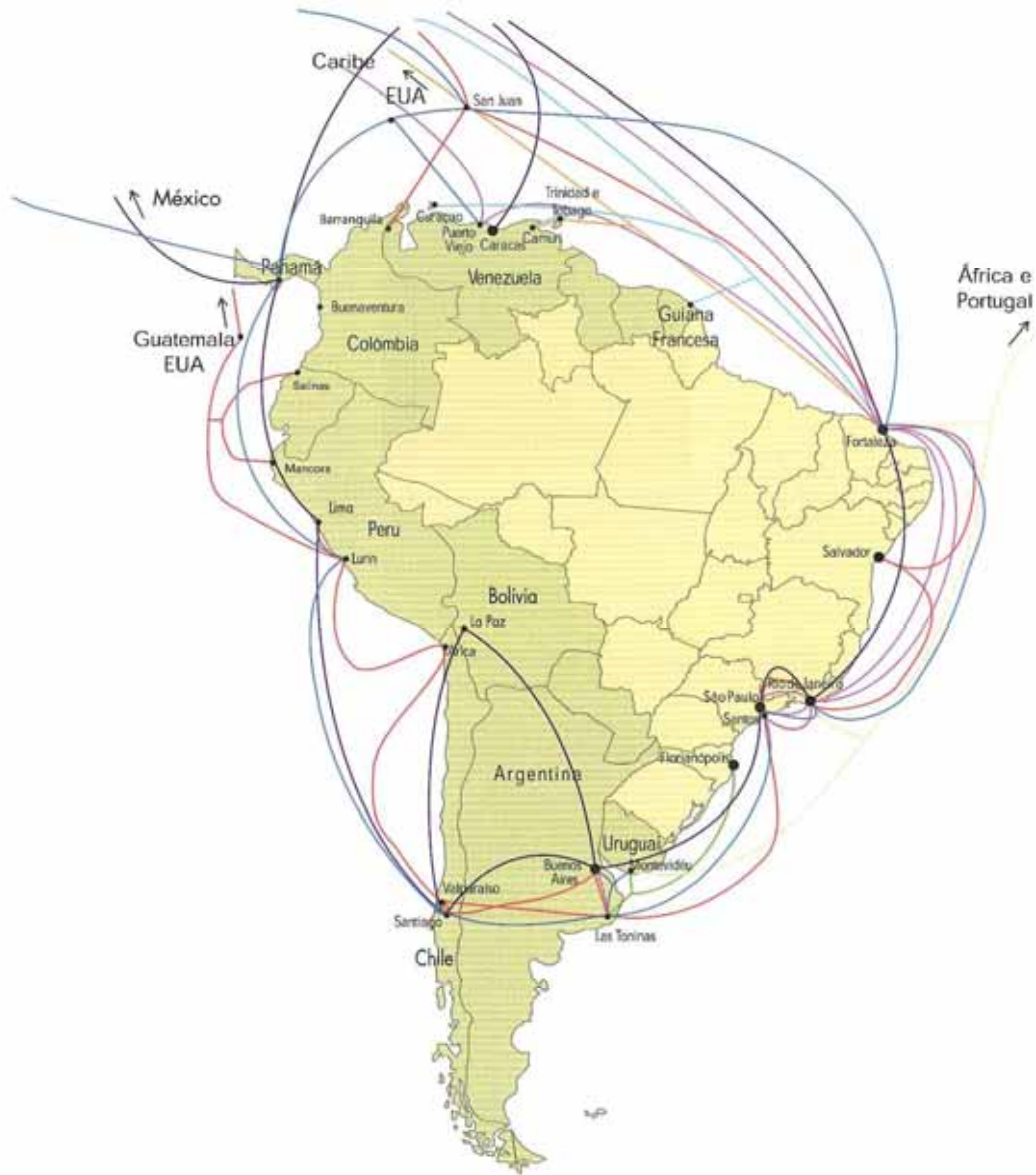 Caribe
EUA
San Juan
México
Trinidad e
Tobago
Barranquila
Curaçao
Puerto
Viejo
Caracas
Camuri
Panamá
Venezuela
África e
Portugal
Buenaventura
Guiana
Francesa
Guatemala
EUA
Colômbia
Salinas
Fortaleza
Mancora
Lima
Peru
Lurin
Salvador
Bolívia
La Paz
Arica
Rio de Janeiro
São Paulo
Santos
Florianópolis
Argentina
Uruguai
Buenos
Aires
Montevidéu
Valparaíso
Santiago
Las Toninas
Chile